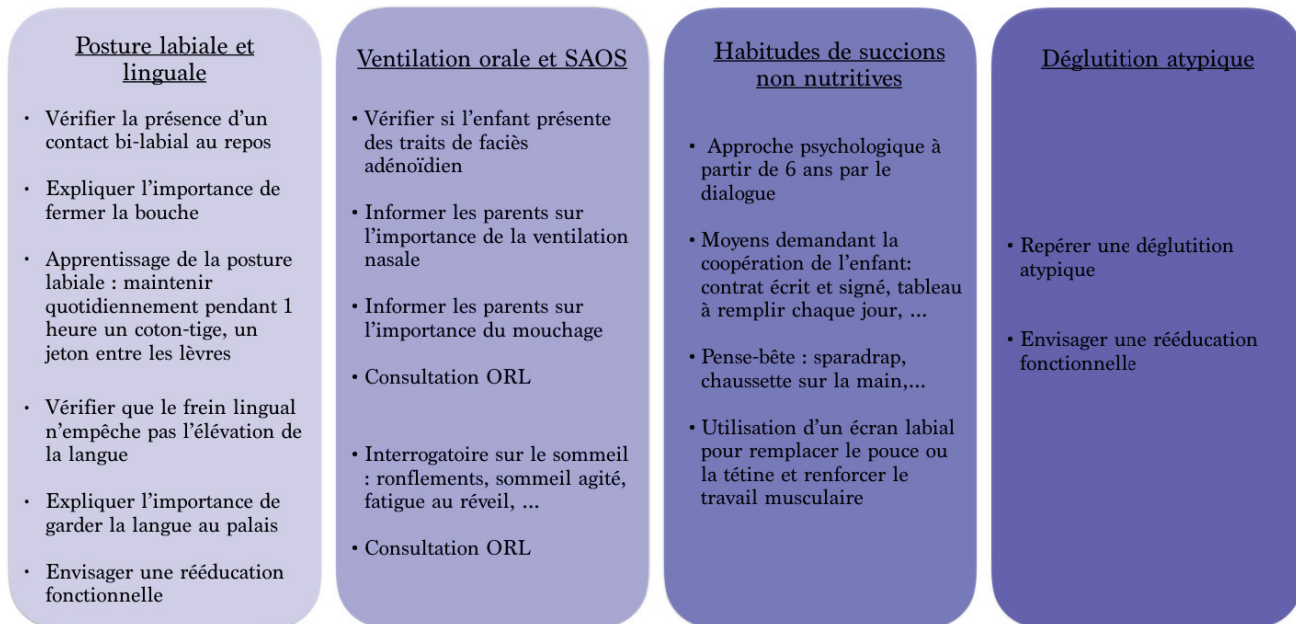 Posture labiale et
linguale
• Vérifier la présence d'un
contact bi-labial au repos
• Expliquer l'importance de
fermer la bouche
• Apprentissage de la posture
labiale : maintenir
quotidiennement pendant 1
heure un coton-tige, un
jeton entre les lèvres
• Vérifier que le frein lingual
n'empêche pas l'élévation de
la langue
• Expliquer l'importance de
garder la langue au palais
• Envisager une rééducation
fonctionnelle
Ventilation orale et SAOS
• Vérifier si l'enfant présente
des traits de faciès
adénoïdien
• Informer les parents sur
l'importance de la ventilation
nasale
• Informer les parents sur
l'importance du mouchage
• Consultation ORL
• Interrogatoire sur le sommeil
: ronflements, sommeil agité,
fatigue au réveil, ...
• Consultation ORL
Habitudes de succions
non nutritives
• Approche psychologique à
partir de 6 ans par le
dialogue
• Moyens demandant la
coopération de l'enfant:
contrat écrit et signé, tableau
à remplir chaque jour, ...
• Pense-bête : sparadrap,
chaussette sur la main,...
• Utilisation d'un écran labial
pour remplacer le pouce ou
la tétine et renforcer le
travail musculaire
Déglutition atypique
• Repérer une déglutition
atypique
• Envisager une rééducation
fonctionnelle